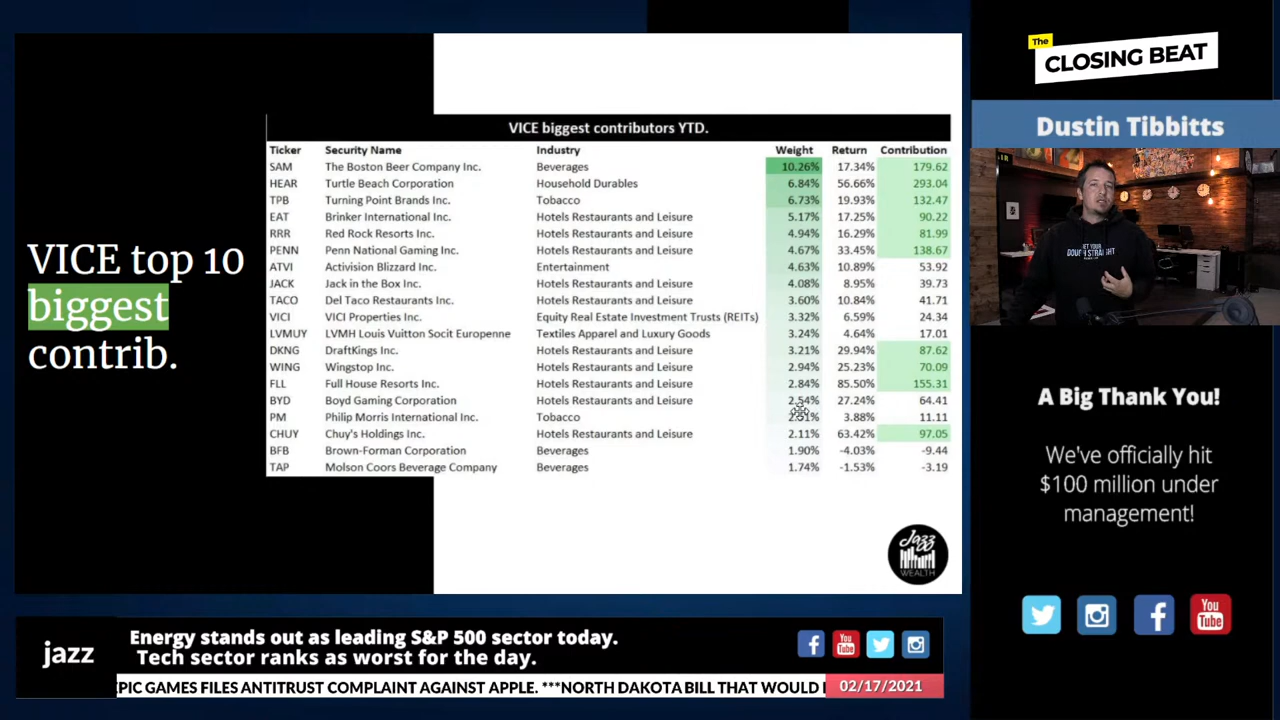 The
CLOSING BEAT
Dustin Tibbitts
VICE top 10
biggest
contrib.
VICE biggest contributors YTD.
Ticker Security Name Industry Weight Return Contribution
SAM The Boston Beer Company Inc. Beverages 10.26% 17.34% 179.62
HEAR Turtle Beach Corporation Household Durables 6.84% 56.66% 293.04
TPB Turning Point Brands Inc. Tobacco 6.73% 19.93% 132.47
EAT Brinker International Inc. Hotels Restaurants and Leisure 5.17% 17.25% 90.22
RRR Red Rock Resorts Inc. Hotels Restaurants and Leisure 4.94% 16.29% 81.99
PENN Penn National Gaming Inc. Hotels Restaurants and Leisure 4.67% 33.45% 138.67
ATVI Activision Blizzard Inc. Entertainment 4.63% 10.89% 53.92
JACK Jack in the Box Inc. Hotels Restaurants and Leisure 4.08% 8.95% 39.73
TACO Del Taco Restaurants Inc. Hotels Restaurants and Leisure 3.60% 10.84% 41.71
VICI VICI Properties Inc. Equity Real Estate Investment Trusts (REITs) 3.32% 6.59% 24.34
LVMUY LVMH Louis Vuitton Socit Europenne Textiles Apparel and Luxury Goods 3.24% 4.64% 17.01
DKNG DraftKings Inc. Hotels Restaurants and Leisure 3.21% 29.94% 87.62
WING Wingstop Inc. Hotels Restaurants and Leisure 2.94% 25.23% 70.09
FLL Full House Resorts Inc. Hotels Restaurants and Leisure 2.84% 85.50% 155.31
BYD Boyd Gaming Corporation Hotels Restaurants and Leisure 2.54% 27.24% 64.41
PM Philip Morris International Inc. Tobacco 2.51% 3.88% 11.11
CHUY Chuy's Holdings Inc. Hotels Restaurants and Leisure 2.11% 63.42% 97.05
BFB Brown-Forman Corporation Beverages 1.90% -4.03% -9.44
TAP Molson Coors Beverage Company Beverages 1.74% -1.53% -3.19
Jazz
WEALTH
A Big Thank You!
We've officially hit
$100 million under
management!
You
Tube
jazz
Energy stands out as leading S&P 500 sector today.
Tech sector ranks as worst for the day.
You
Tube
EPIC GAMES FILES ANTITRUST COMPLAINT AGAINST APPLE. ***NORTH DAKOTA BILL THAT WOULD
02/17/2021